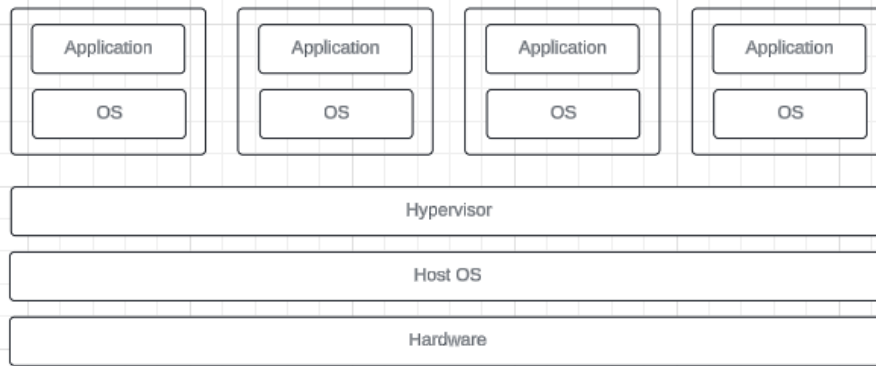 Application Application Application Application
OS OS OS OS
Hypervisor
Host OS
Hardware